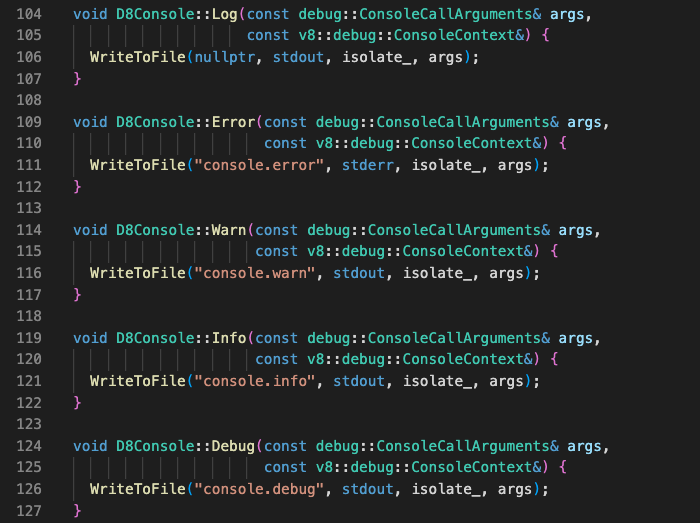 104 void D8Console::Log(const debug::ConsoleCallArguments& args,
105                     const v8::debug::ConsoleContext&) {
106   WriteToFile(nullptr, stdout, isolate_, args);
107 }
108
109 void D8Console::Error(const debug::ConsoleCallArguments& args,
110                       const v8::debug::ConsoleContext&) {
111   WriteToFile("console.error", stderr, isolate_, args);
112 }
113
114 void D8Console::Warn(const debug::ConsoleCallArguments& args,
115                      const v8::debug::ConsoleContext&) {
116   WriteToFile("console.warn", stdout, isolate_, args);
117 }
118
119 void D8Console::Info(const debug::ConsoleCallArguments& args,
120                      const v8::debug::ConsoleContext&) {
121   WriteToFile("console.info", stdout, isolate_, args);
122 }
123
124 void D8Console::Debug(const debug::ConsoleCallArguments& args,
125                       const v8::debug::ConsoleContext&) {
126   WriteToFile("console.debug", stdout, isolate_, args);
127 }